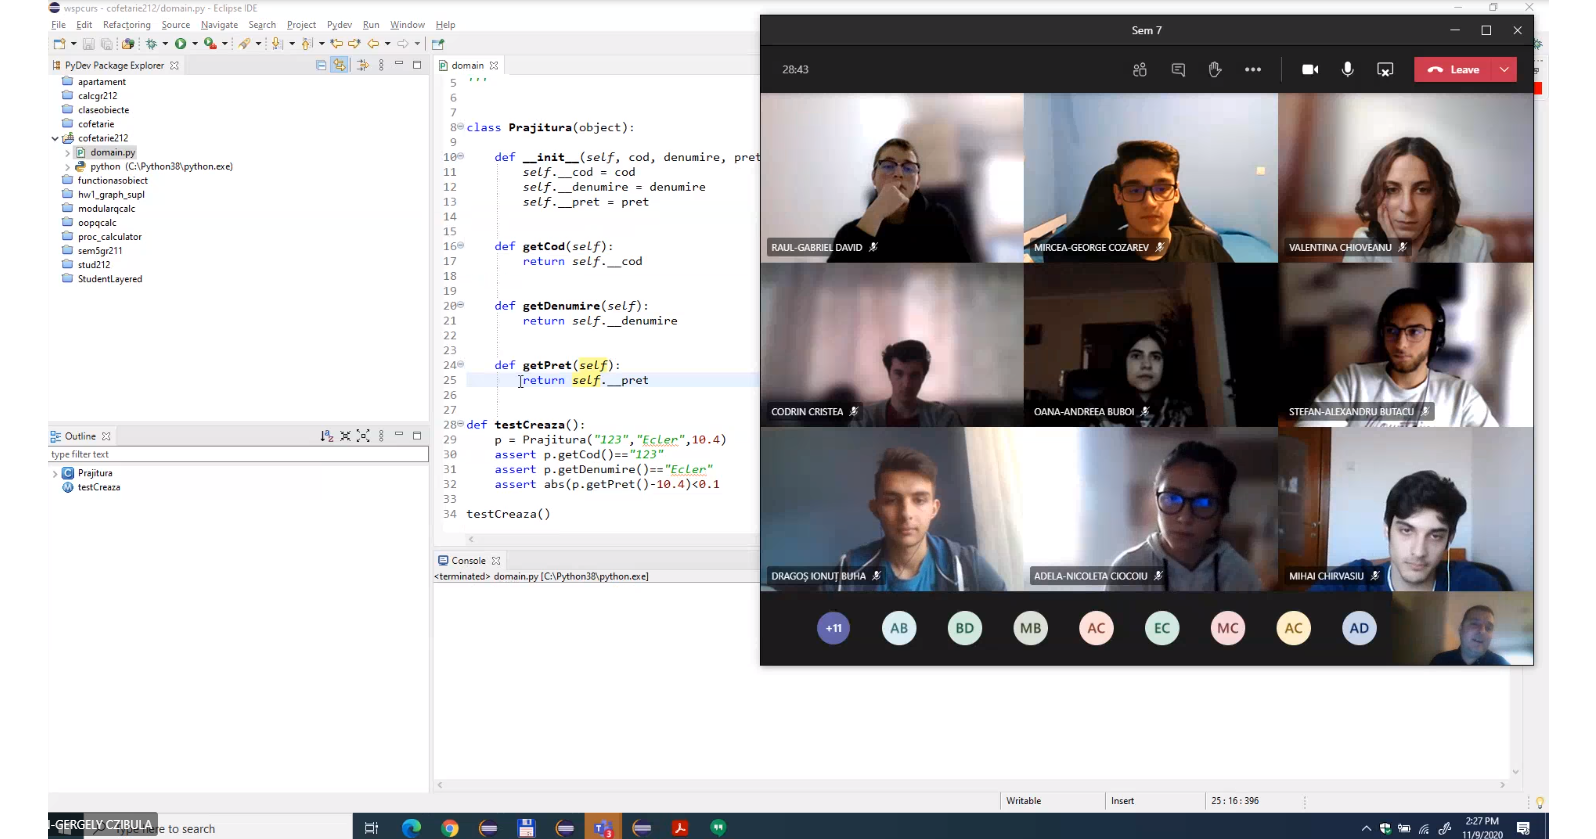 wspcurs - cofetarie212/domain.py - Eclipse IDE
File Edit Refactoring Source Navigate Search Project Pydev Run Window Help
PyDev Package Explorer
apartament
calcgr212
claseobiecte
cofetarie
cofetarie212
domain.py
python (C:\Python38\python.exe)
functionasobiect
hw1_graph_supl
modularqcalc
oopqcalc
proc_calculator
sem5gr211
stud212
StudentLayered
Outline
type filter text
Prajitura
testCreaza
domain
5 '''
6
7
8 class Prajitura(object):
9
10 def __init__(self, cod, denumire, pret
11 self.__cod = cod
12 self.__denumire = denumire
13 self.__pret = pret
14
15
16 def getCod(self):
17 return self.__cod
18
19
20 def getDenumire(self):
21 return self.__denumire
22
23
24 def getPret(self):
25 return self.__pret
26
27
28 def testCreaza():
29 p = Prajitura("123","Ecler",10.4)
30 assert p.getCod()=="123"
31 assert p.getDenumire()=="Ecler"
32 assert abs(p.getPret()-10.4)<0.1
33
34 testCreaza()
Console
<terminated> domain.py [C:\Python38\python.exe]
Sem 7
28:43
Leave
RAUL-GABRIEL DAVID
MIRCEA-GEORGE COZAREV
VALENTINA CHIOVEANU
CODRIN CRISTEA
OANA-ANDREEA BUBOI
STEFAN-ALEXANDRU BUTACU
DRAGOȘ IONUȚ BUHA
ADELA-NICOLETA CIOCOIU
MIHAI CHIRVASIU
+11 AB BD MB AC EC MC AC AD
Writable Insert 25 : 16 : 396
-GERGELY CZIBULA
here to search
3
2:27 PM
11/9/2020